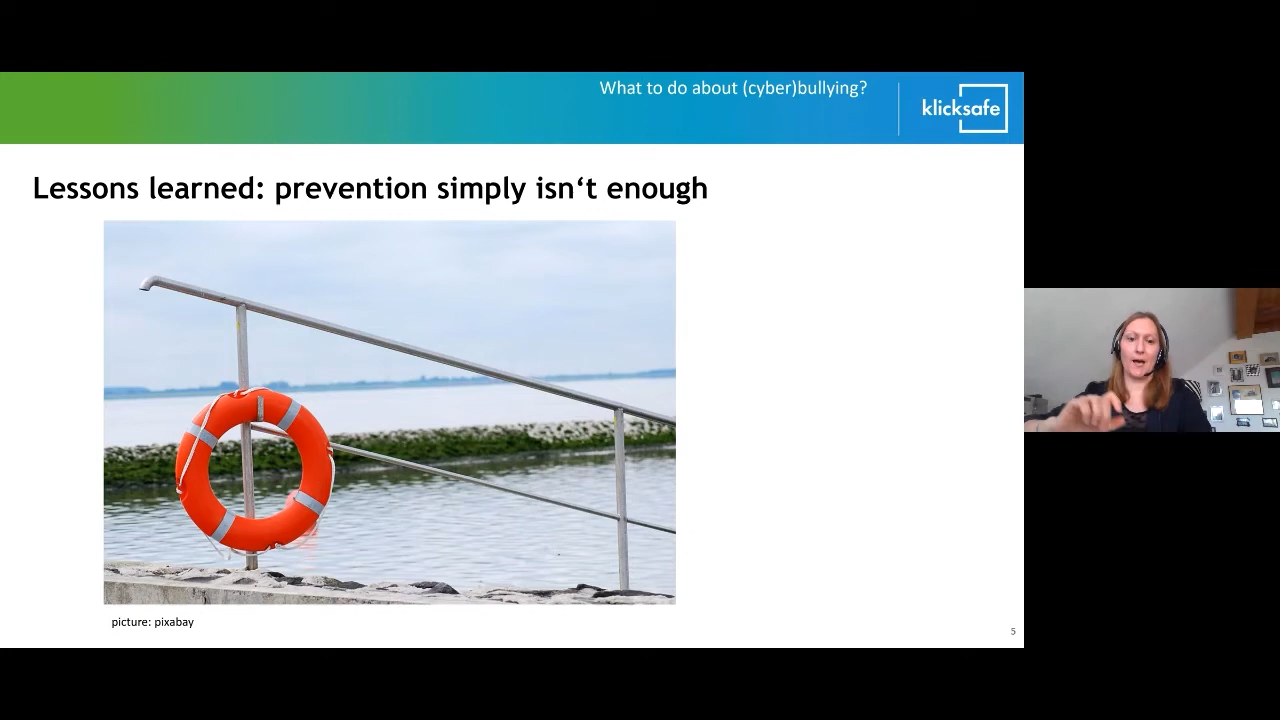 What to do about (cyber)bullying?
klicksafe
Lessons learned: prevention simply isn‘t enough
picture: pixabay
5